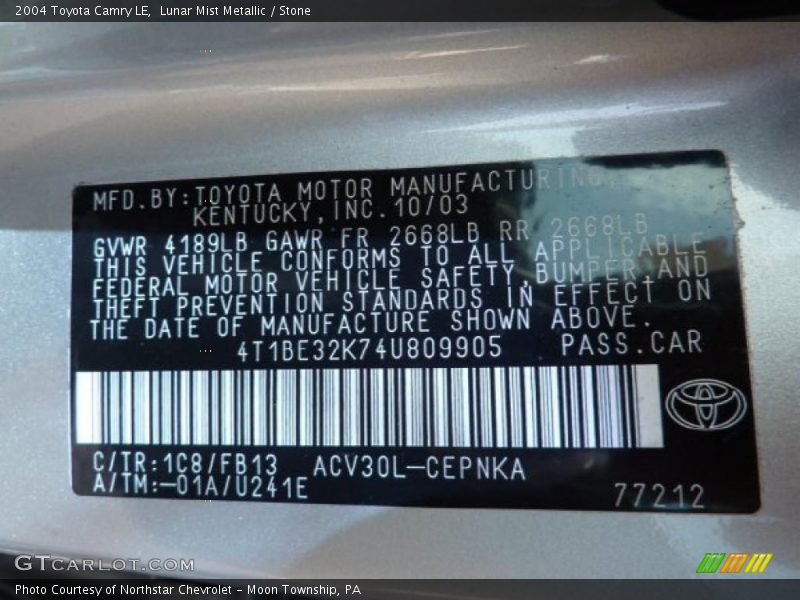 2004 Toyota Camry LE,  Lunar Mist Metallic / Stone
MFD.BY:TOYOTA MOTOR MANUFACTURING,
KENTUCKY,INC.10/03
GVWR 4189LB GAWR FR 2668LB RR 2668LB
THIS VEHICLE CONFORMS TO ALL APPLICABLE
FEDERAL MOTOR VEHICLE SAFETY,BUMPER,AND
THEFT PREVENTION STANDARDS IN EFFECT ON
THE DATE OF MANUFACTURE SHOWN ABOVE.
4T1BE32K74U809905 PASS.CAR
C/TR:1C8/FB13 ACV30L-CEPNKA
A/TM:-01A/U241E
77212
GTCARLOT.COM
Photo Courtesy of Northstar Chevrolet - Moon Township, PA